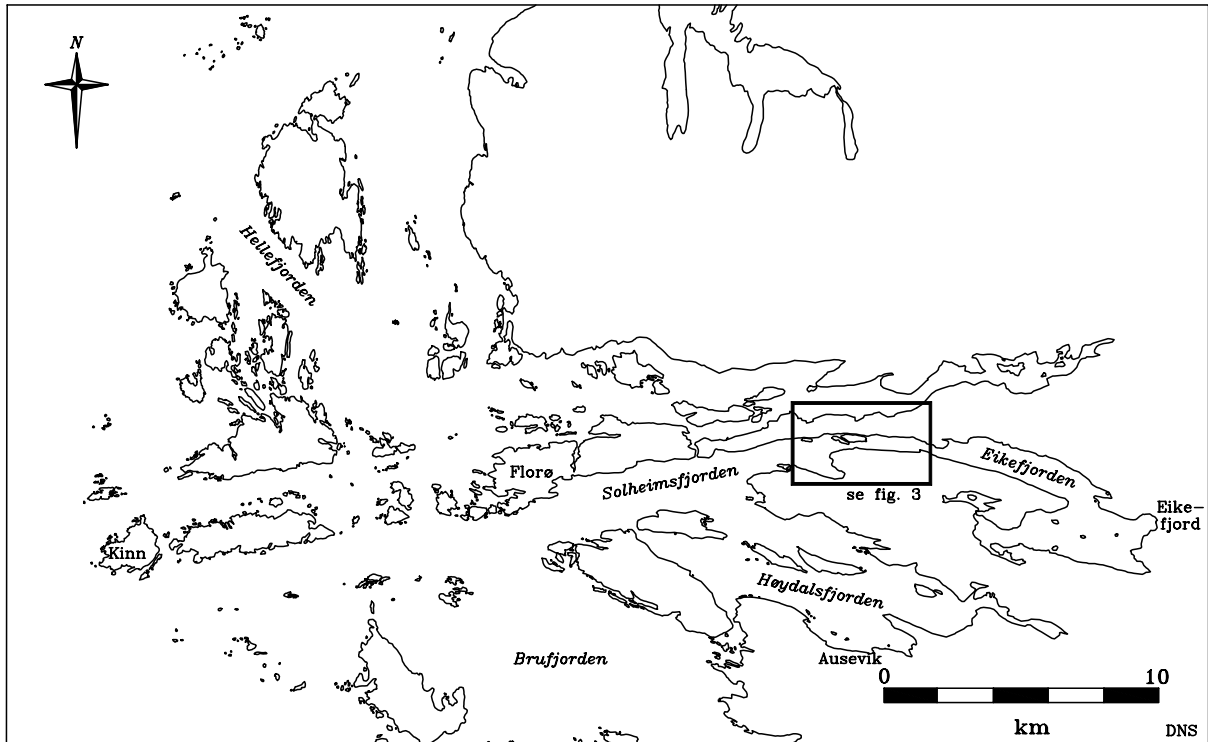 N
Hellefjorden
Florø
Solheimsfjorden
Eikefjorden
se fig. 3
Eike-
fjord
Kinn
Høydalsfjorden
Brufjorden
Ausevik
0 10
km
DNS